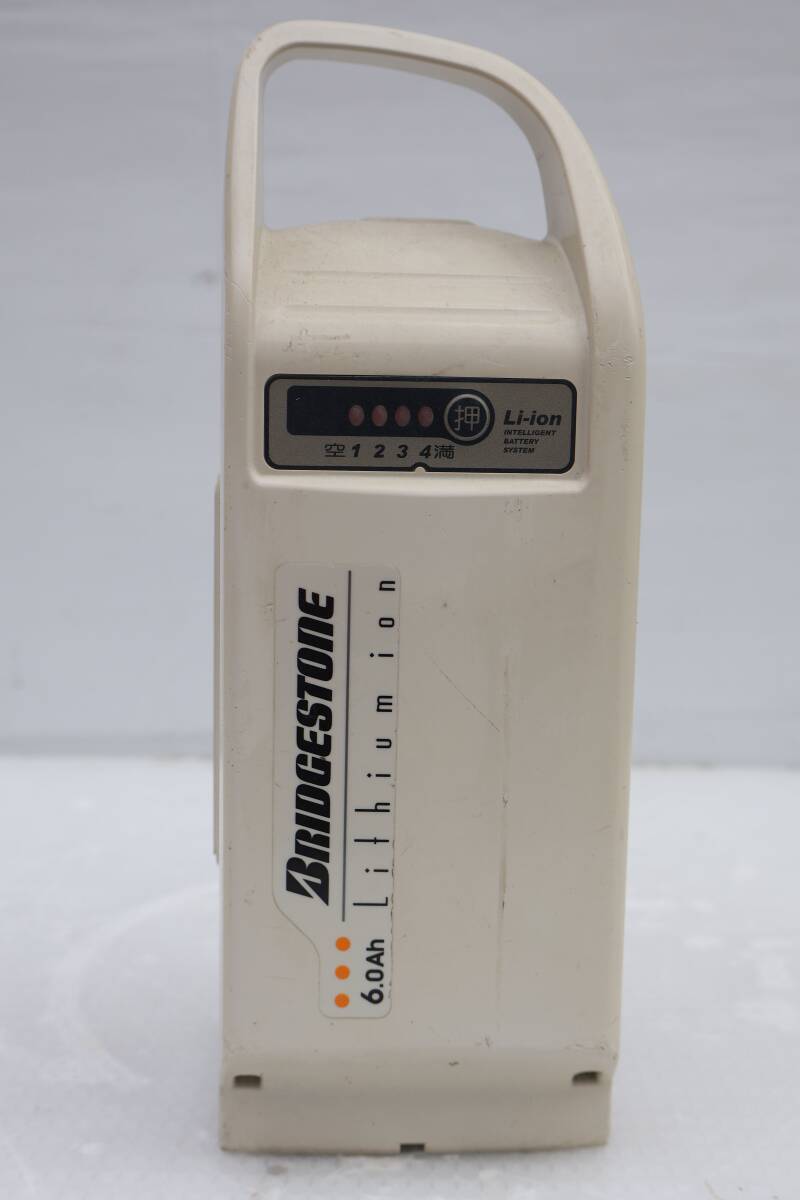 押
Li-ion
INTELLIGENT
BATTERY
SYSTEM
空 1 2 3 4 満
BRIDGESTONE
Lithium ion
6.0Ah